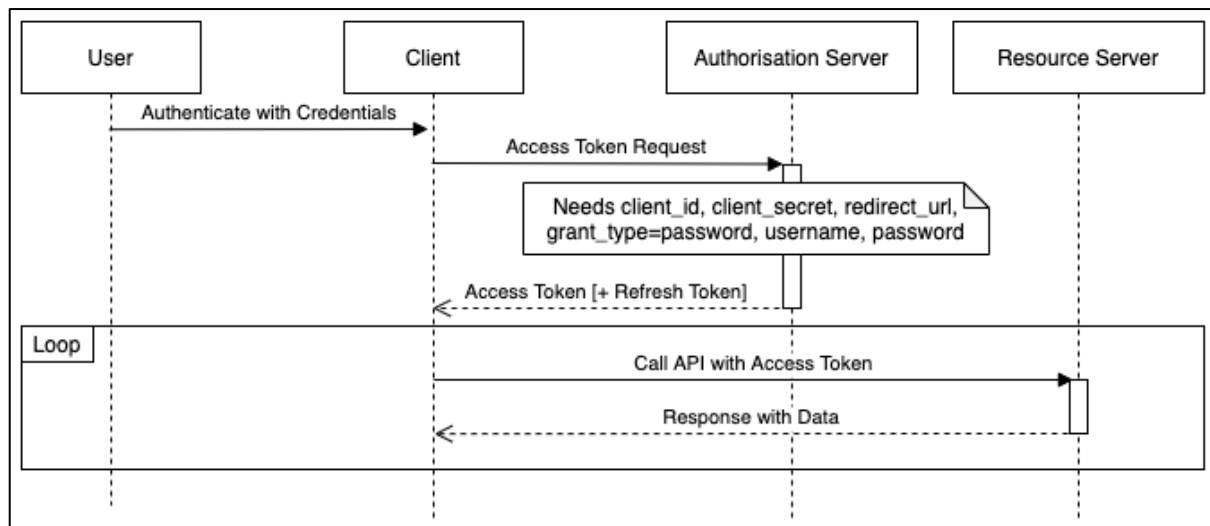 User
Client
Authorisation Server
Resource Server
Authenticate with Credentials
Access Token Request
Needs client_id, client_secret, redirect_url,
grant_type=password, username, password
Access Token [+ Refresh Token]
Loop
Call API with Access Token
Response with Data